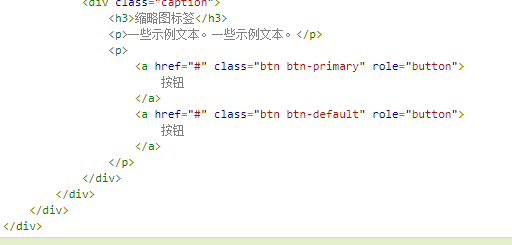 <div class="caption">
<h3>缩略图标签</h3>
<p>一些示例文本。一些示例文本。</p>
<p>
<a href="#" class="btn btn-primary" role="button">
按钮
</a>
<a href="#" class="btn btn-default" role="button">
按钮
</a>
</p>
</div>
</div>
</div>
</div>